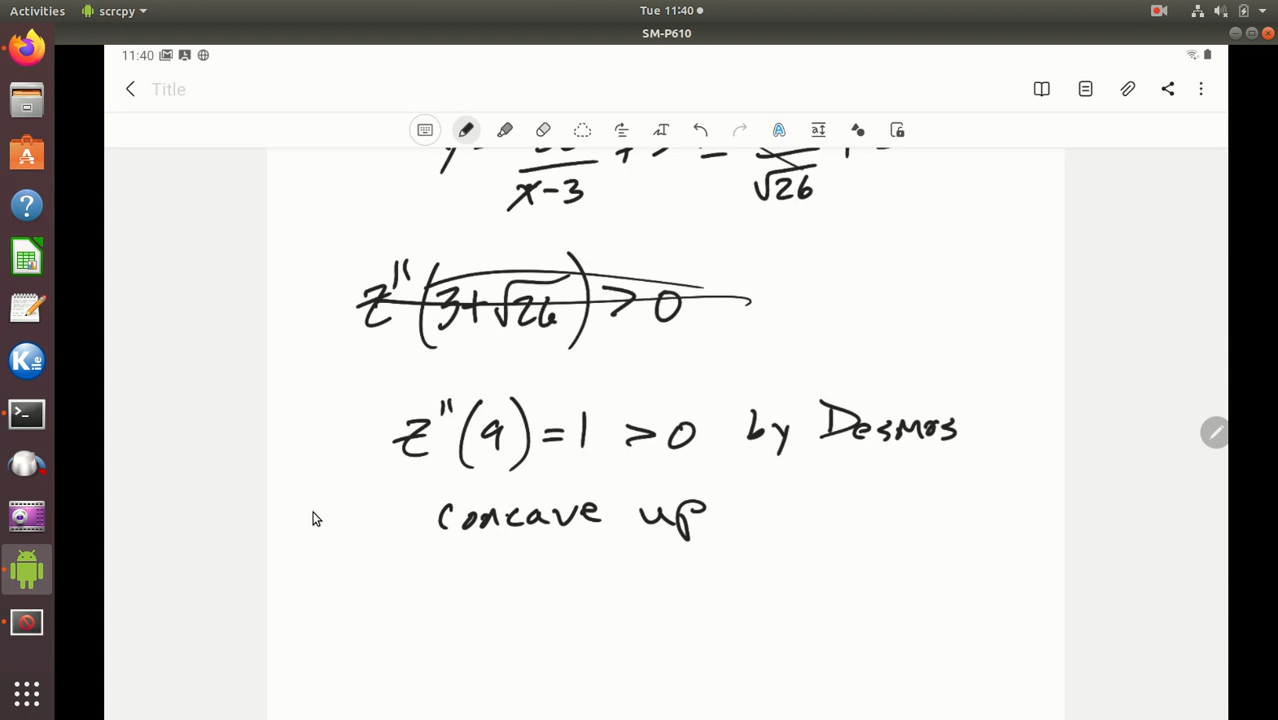 Activities scrcpy Tue 11:40
SM-P610
11:40
Title
x-3 √26
z''(3+√26) > 0
z''(9) = 1 > 0 by Desmos
concave up